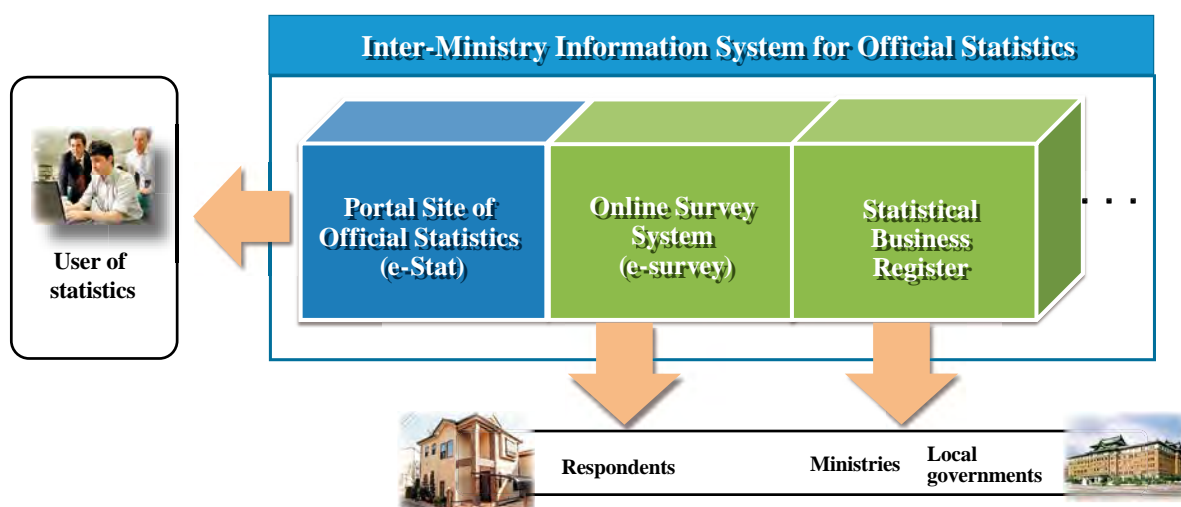 Inter-Ministry Information System for Official Statistics
Portal Site of
Official Statistics
(e-Stat)
Online Survey
System
(e-survey)
Statistical
Business
Register
. . .
User of
statistics
Respondents
Ministries
Local
governments